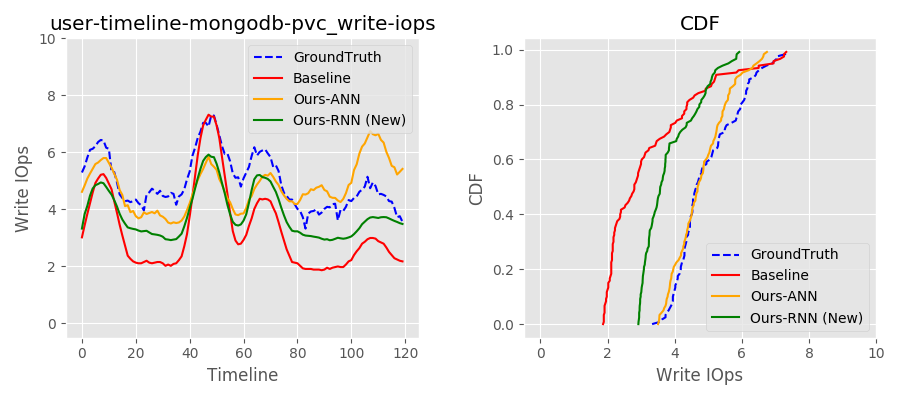 user-timeline-mongodb-pvc_write-iops
10
8
6
4
2
0
0 20 40 60 80 100 120
Write IOps
Timeline
GroundTruth
Baseline
Ours-ANN
Ours-RNN (New)
CDF
1.0
0.8
0.6
0.4
0.2
0.0
0 2 4 6 8 10
CDF
Write IOps
GroundTruth
Baseline
Ours-ANN
Ours-RNN (New)